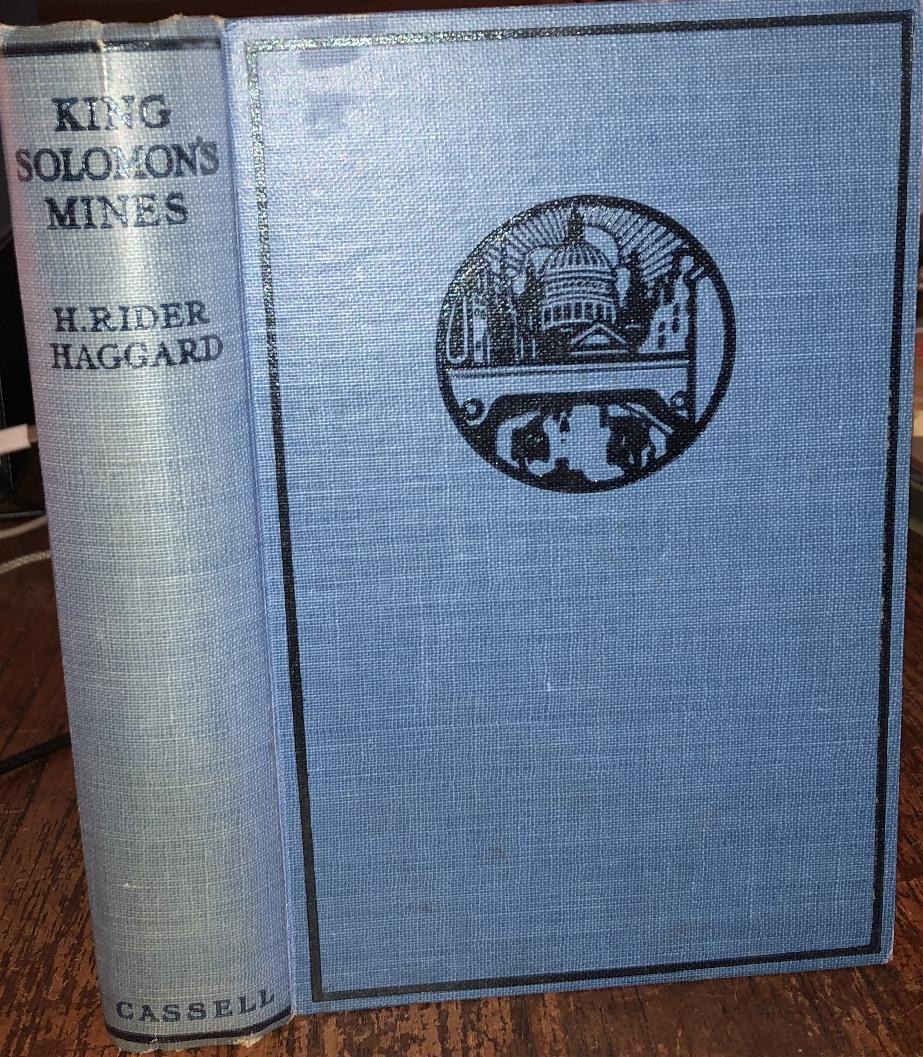 KING
SOLOMON'S
MINES
H. RIDER
HAGGARD
CASSELL